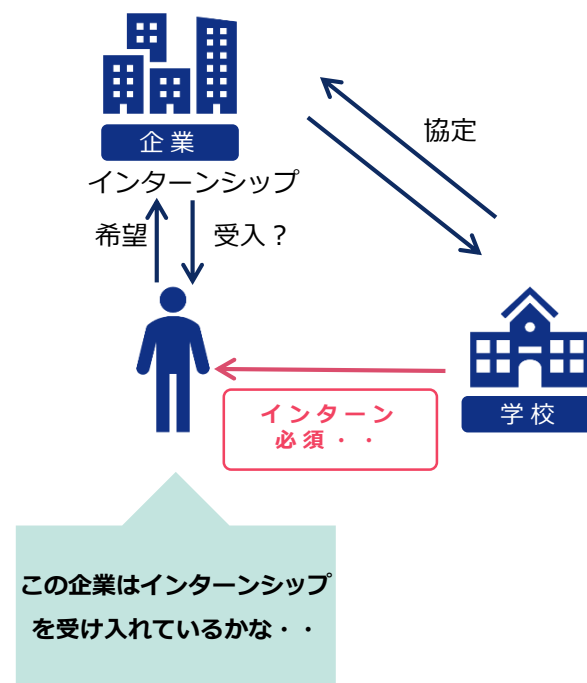 企業
協定
インターンシップ
希望
受入？
インターン
必須・・
学校
この企業はインターンシップ
を受け入れているかな・・